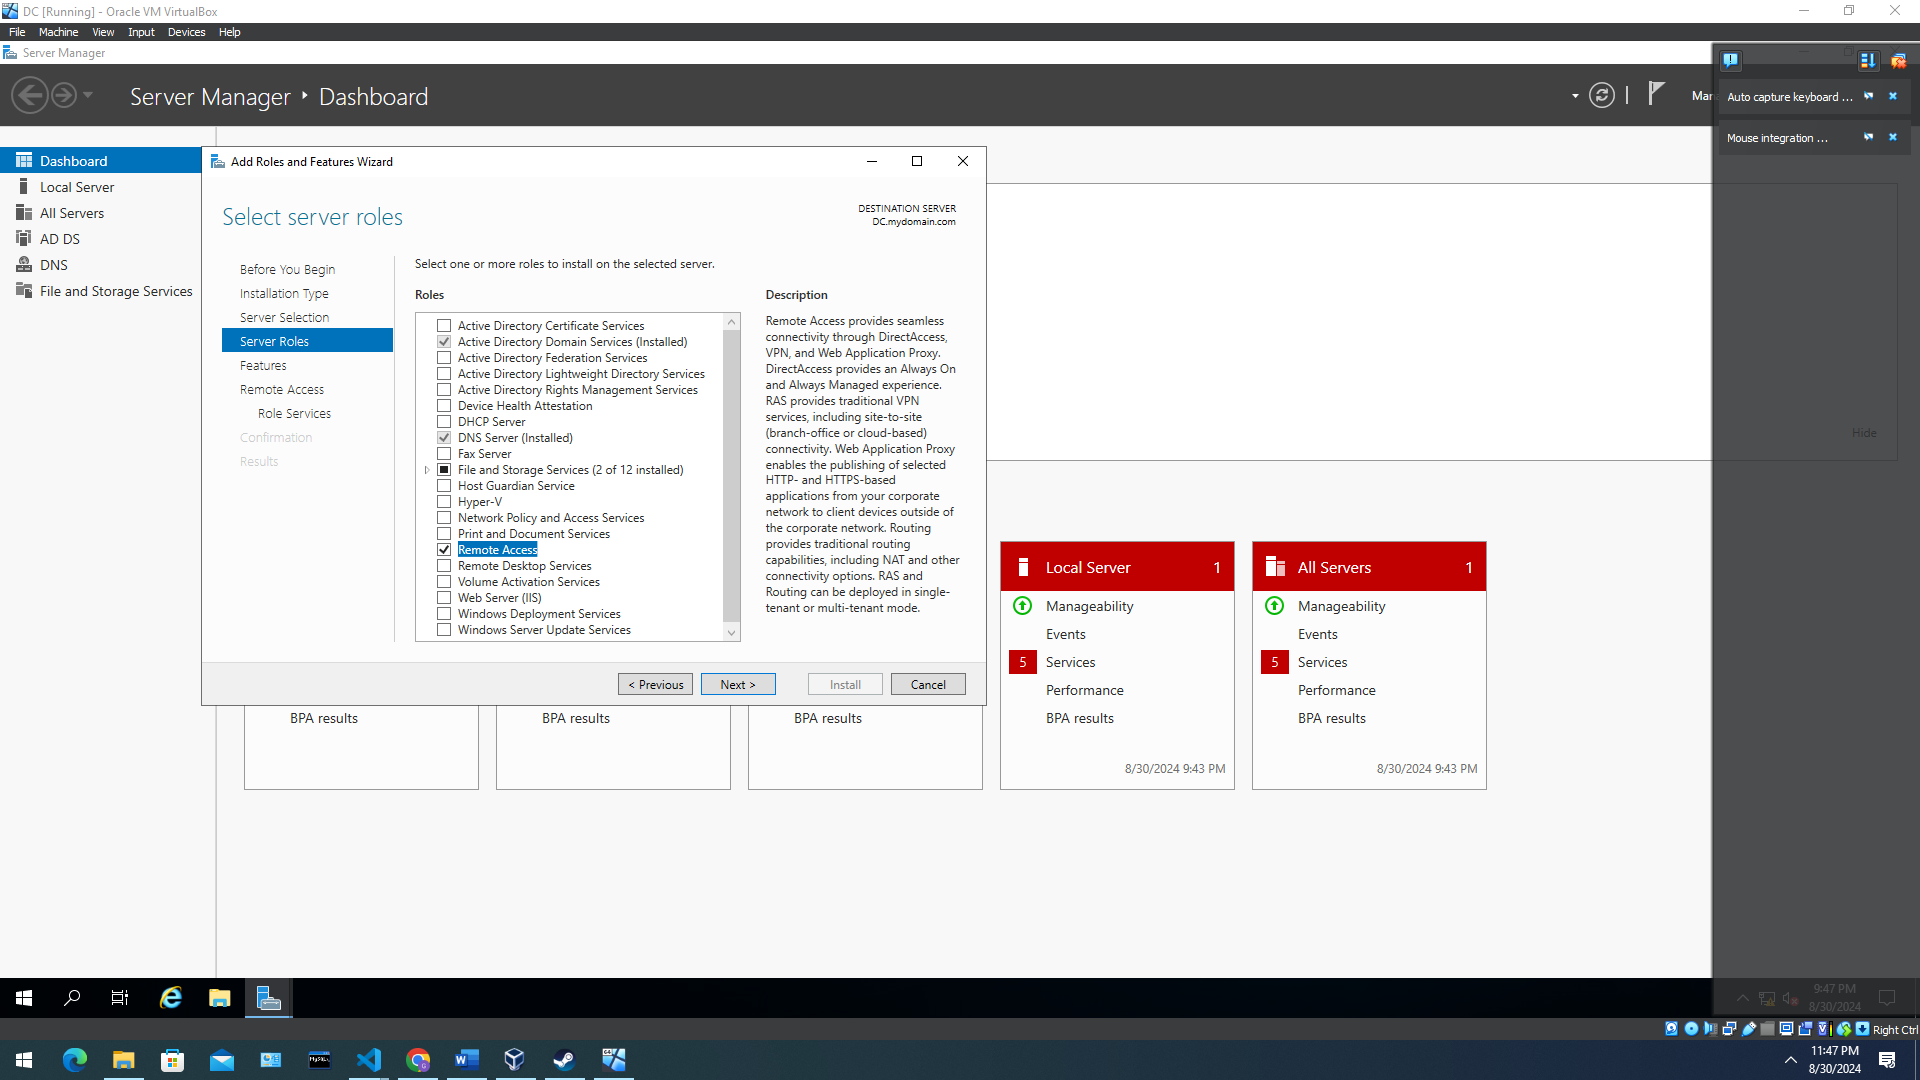 DC [Running] - Oracle VM VirtualBox
File Machine View Input Devices Help
Server Manager
Server Manager Dashboard
Auto capture keyboard ...
Mouse integration ...
Dashboard
Local Server
All Servers
AD DS
DNS
File and Storage Services
Add Roles and Features Wizard
Select server roles
DESTINATION SERVER
DC.mydomain.com
Before You Begin
Installation Type
Server Selection
Server Roles
Features
Remote Access
Role Services
Confirmation
Results
Select one or more roles to install on the selected server.
Roles
Active Directory Certificate Services
Active Directory Domain Services (Installed)
Active Directory Federation Services
Active Directory Lightweight Directory Services
Active Directory Rights Management Services
Device Health Attestation
DHCP Server
DNS Server (Installed)
Fax Server
File and Storage Services (2 of 12 installed)
Host Guardian Service
Hyper-V
Network Policy and Access Services
Print and Document Services
Remote Access
Remote Desktop Services
Volume Activation Services
Web Server (IIS)
Windows Deployment Services
Windows Server Update Services
Description
Remote Access provides seamless
connectivity through DirectAccess,
VPN, and Web Application Proxy.
DirectAccess provides an Always On
and Always Managed experience.
RAS provides traditional VPN
services, including site-to-site
(branch-office or cloud-based)
connectivity. Web Application Proxy
enables the publishing of selected
HTTP- and HTTPS-based
applications from your corporate
network to client devices outside of
the corporate network. Routing
provides traditional routing
capabilities, including NAT and other
connectivity options. RAS and
Routing can be deployed in single-
tenant or multi-tenant mode.
< Previous Next > Install Cancel
Hide
BPA results
BPA results
BPA results
Local Server 1
Manageability
Events
5 Services
Performance
BPA results
8/30/2024 9:43 PM
All Servers 1
Manageability
Events
5 Services
Performance
BPA results
8/30/2024 9:43 PM
9:47 PM
8/30/2024
Right Ctrl
11:47 PM
8/30/2024